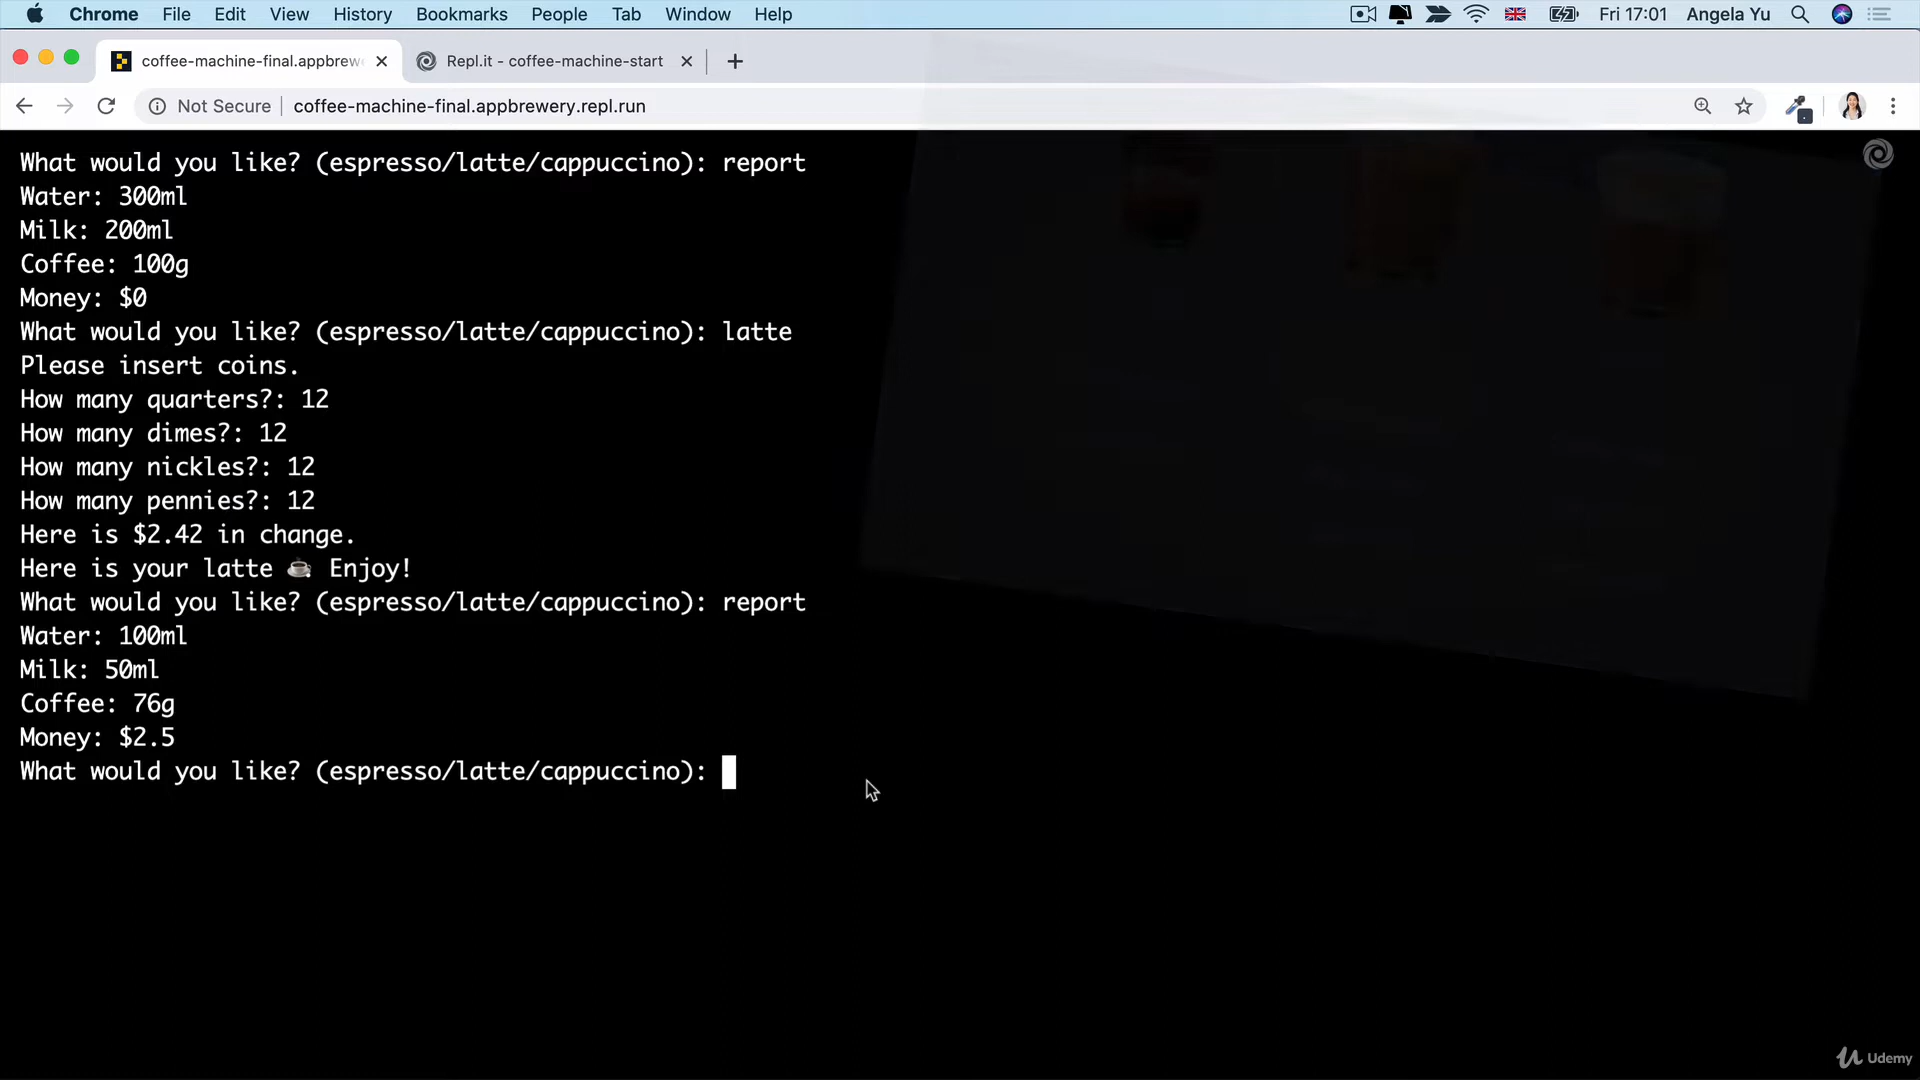 Chrome File Edit View History Bookmarks People Tab Window Help Fri 17:01 Angela Yu
coffee-machine-final.appbrew Repl.it - coffee-machine-start
Not Secure coffee-machine-final.appbrewery.repl.run
What would you like? (espresso/latte/cappuccino): report
Water: 300ml
Milk: 200ml
Coffee: 100g
Money: $0
What would you like? (espresso/latte/cappuccino): latte
Please insert coins.
How many quarters?: 12
How many dimes?: 12
How many nickles?: 12
How many pennies?: 12
Here is $2.42 in change.
Here is your latte ☕. Enjoy!
What would you like? (espresso/latte/cappuccino): report
Water: 100ml
Milk: 50ml
Coffee: 76g
Money: $2.5
What would you like? (espresso/latte/cappuccino):
Udemy